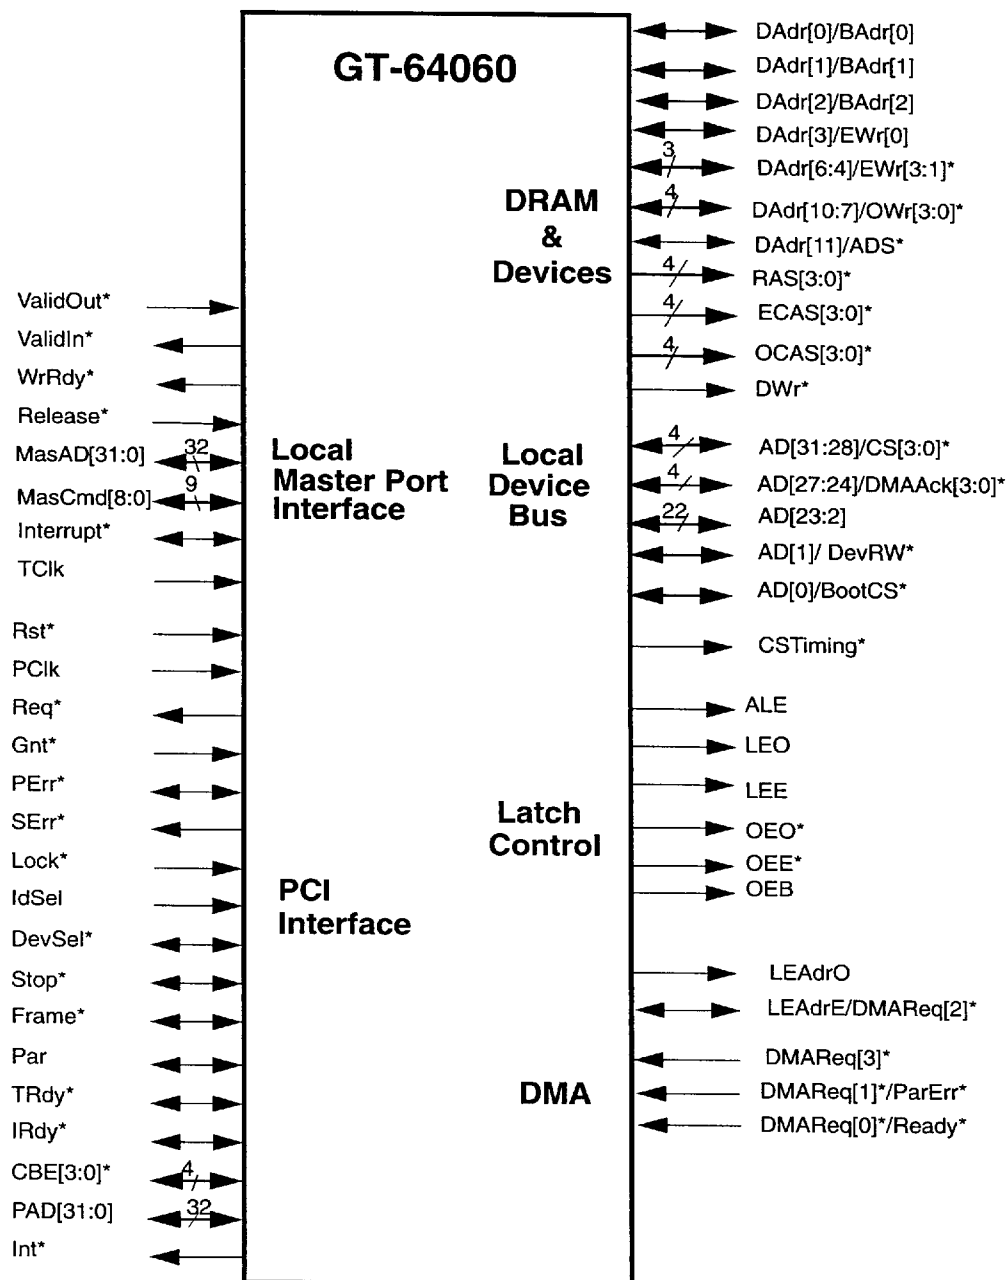 GT-64060
ValidOut*
ValidIn*
WrRdy*
Release*
MasAD[31:0]
32
MasCmd[8:0]
9
Interrupt*
TClk
Local
Master Port
Interface
Rst*
PClk
Req*
Gnt*
PErr*
SErr*
Lock*
IdSel
DevSel*
Stop*
Frame*
Par
TRdy*
IRdy*
CBE[3:0]*
4
PAD[31:0]
32
Int*
PCI
Interface
DRAM
&
Devices
DAdr[0]/BAdr[0]
DAdr[1]/BAdr[1]
DAdr[2]/BAdr[2]
DAdr[3]/EWr[0]
3
DAdr[6:4]/EWr[3:1]*
4
DAdr[10:7]/OWr[3:0]*
DAdr[11]/ADS*
4
RAS[3:0]*
4
ECAS[3:0]*
4
OCAS[3:0]*
DWr*
Local
Device
Bus
4
AD[31:28]/CS[3:0]*
4
AD[27:24]/DMAAck[3:0]*
22
AD[23:2]
AD[1]/ DevRW*
AD[0]/BootCS*
CSTiming*
Latch
Control
ALE
LEO
LEE
OEO*
OEE*
OEB
LEAdrO
LEAdrE/DMAReq[2]*
DMA
DMAReq[3]*
DMAReq[1]*/ParErr*
DMAReq[0]*/Ready*